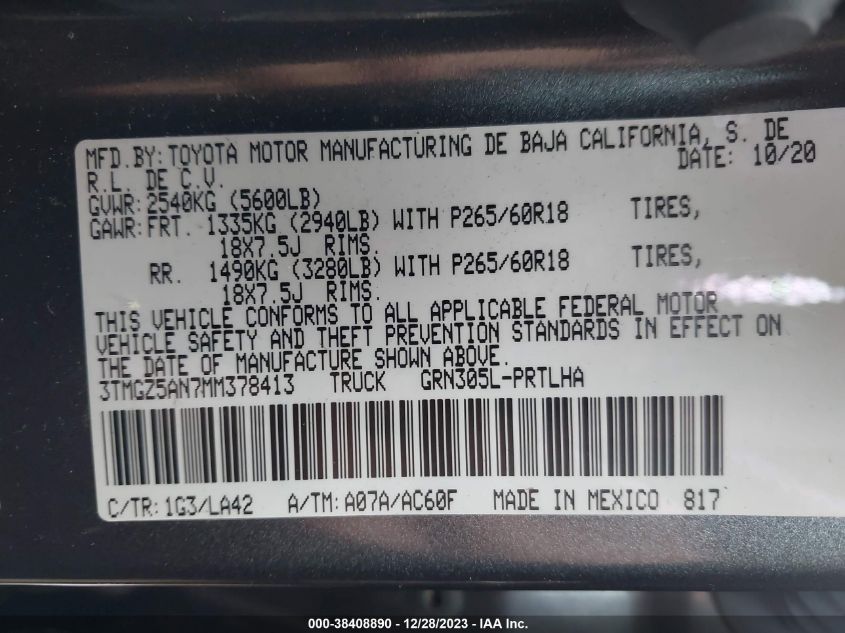 MFD.BY: TOYOTA MOTOR MANUFACTURING DE BAJA CALIFORNIA, S. DE
R.L. DE C.V. DATE: 10/20
GVWR: 2540KG (5600LB)
GAWR: FRT. 1335KG (2940LB) WITH P265/60R18 TIRES,
18X7.5J RIMS.
RR. 1490KG (3280LB) WITH P265/60R18 TIRES,
18X7.5J RIMS.
THIS VEHICLE CONFORMS TO ALL APPLICABLE FEDERAL MOTOR
VEHICLE SAFETY AND THEFT PREVENTION STANDARDS IN EFFECT ON
THE DATE OF MANUFACTURE SHOWN ABOVE.
3TMGZ5AN7MM378413 TRUCK GRN305L-PRTLHA
C/TR: 1G3/LA42 A/TM: A07A/AC60F MADE IN MEXICO 817
000-38408890 - 12/28/2023 - IAA Inc.